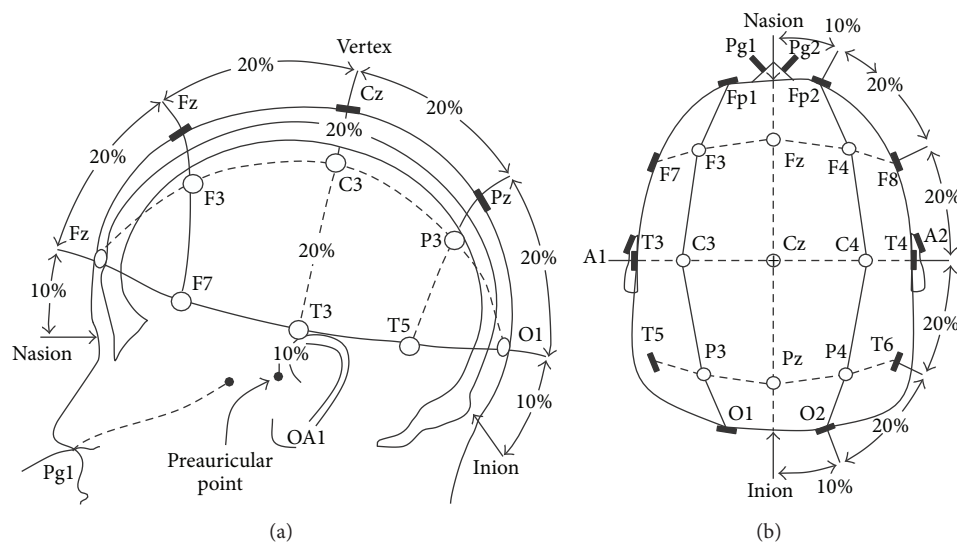 Vertex
20%
Cz
Fz
20%
20%
20%
F3
C3
Pz
Fz
P3
20%
20%
10%
F7
T3
T5
O1
Nasion
10%
10%
OA1
Preauricular
point
Pg1
Inion
(a)
Nasion
10%
Pg1
Pg2
Fp1
Fp2
20%
F7
F3
Fz
F4
F8
20%
A1
T3
C3
Cz
C4
T4
A2
20%
T5
P3
Pz
P4
T6
O1
O2
20%
Inion
10%
(b)